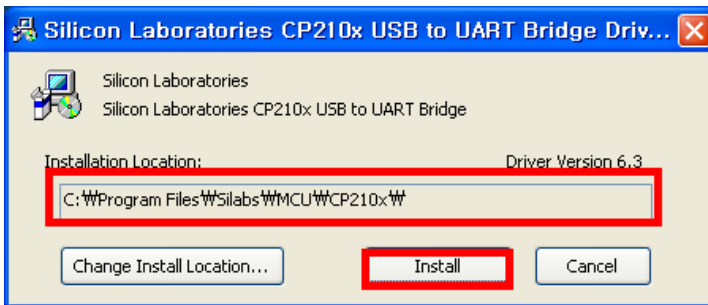 Silicon Laboratories CP210x USB to UART Bridge Driv...
Silicon Laboratories
Silicon Laboratories CP210x USB to UART Bridge
Installation Location: Driver Version 6.3
C:₩Program Files₩Silabs₩MCU₩CP210x₩
Change Install Location... Install Cancel